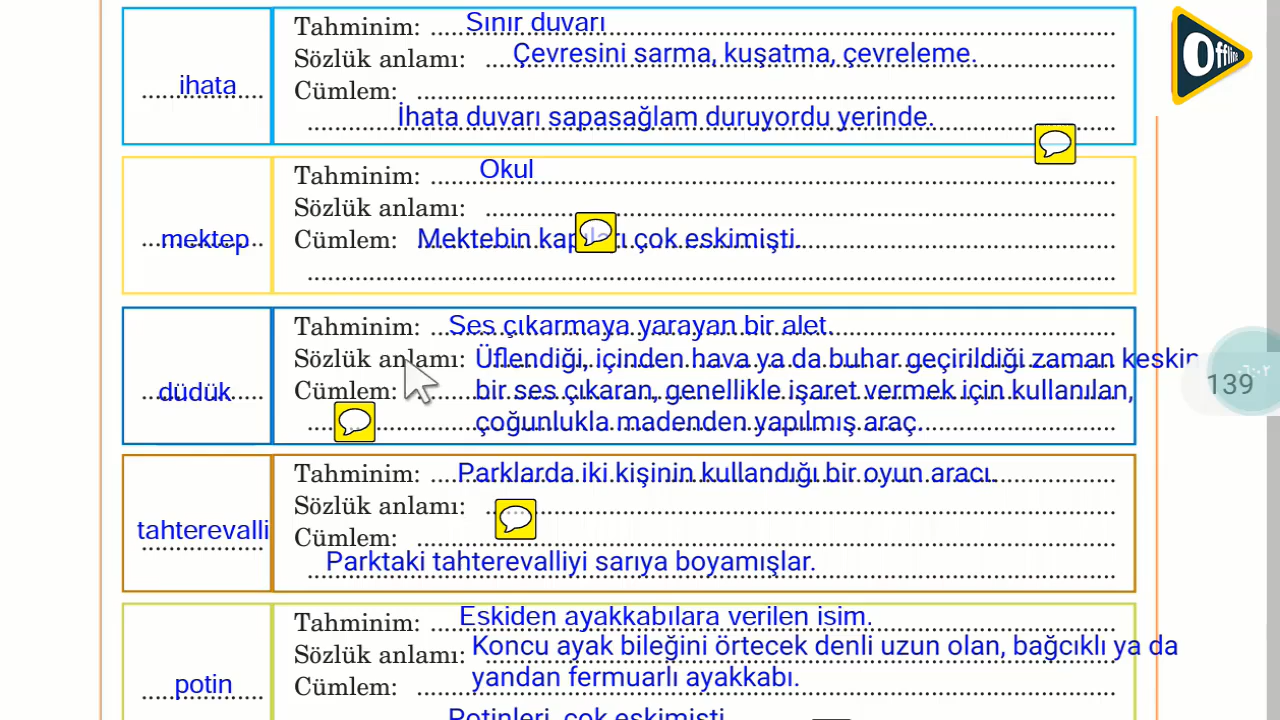 Tahminim: Sınır duvarı
Sözlük anlamı: Çevresini sarma, kuşatma, çevreleme.
ihata
Cümlem:
İhata duvarı sapasağlam duruyordu yerinde.
Offline
Tahminim: Okul
Sözlük anlamı:
mektep
Cümlem: Mektebin kapıları çok eskimişti.
Tahminim: Ses çıkarmaya yarayan bir alet.
Sözlük anlamı: Üflendiği, içinden hava ya da buhar geçirildiği zaman keskin
düdük
Cümlem: bir ses çıkaran, genellikle işaret vermek için kullanılan,
çoğunlukla madenden yapılmış araç.
139
Tahminim: Parklarda iki kişinin kullandığı bir oyun aracı.
Sözlük anlamı:
tahterevalli
Cümlem:
Parktaki tahterevalliyi sarıya boyamışlar.
Tahminim: Eskiden ayakkabılara verilen isim.
Sözlük anlamı: Koncu ayak bileğini örtecek denli uzun olan, bağcıklı ya da
yandan fermuarlı ayakkabı.
potin
Cümlem:
Potinleri çok eskimişti.